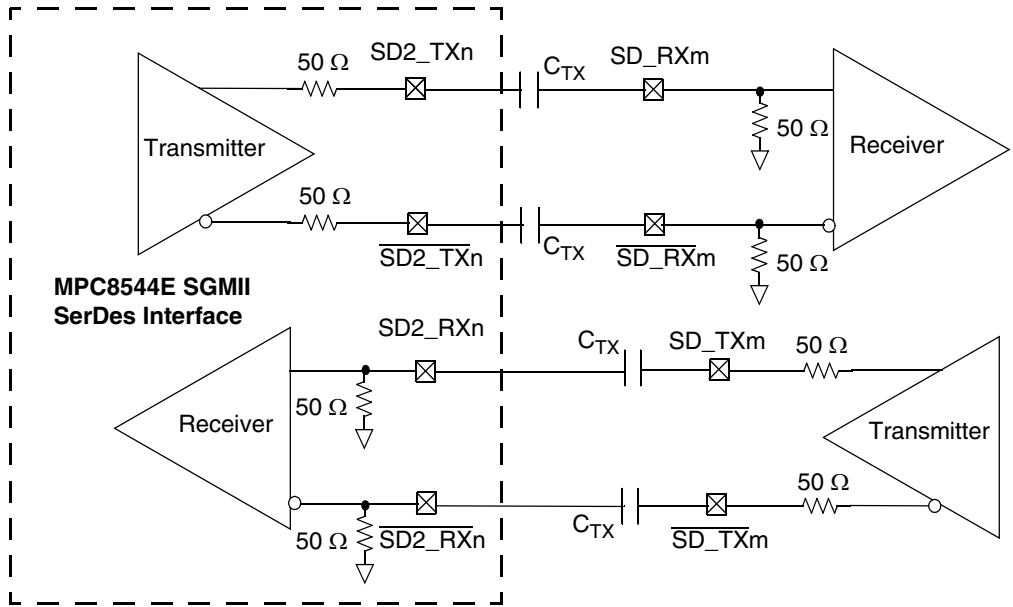 50 Ω
SD2_TXn
C_TX
SD_RXm
50 Ω
Transmitter
Receiver
50 Ω
SD2_TXn
C_TX
SD_RXm
50 Ω
MPC8544E SGMII
SerDes Interface
SD2_RXn
C_TX
SD_TXm
50 Ω
50 Ω
Receiver
Transmitter
50 Ω
50 Ω
SD2_RXn
C_TX
SD_TXm